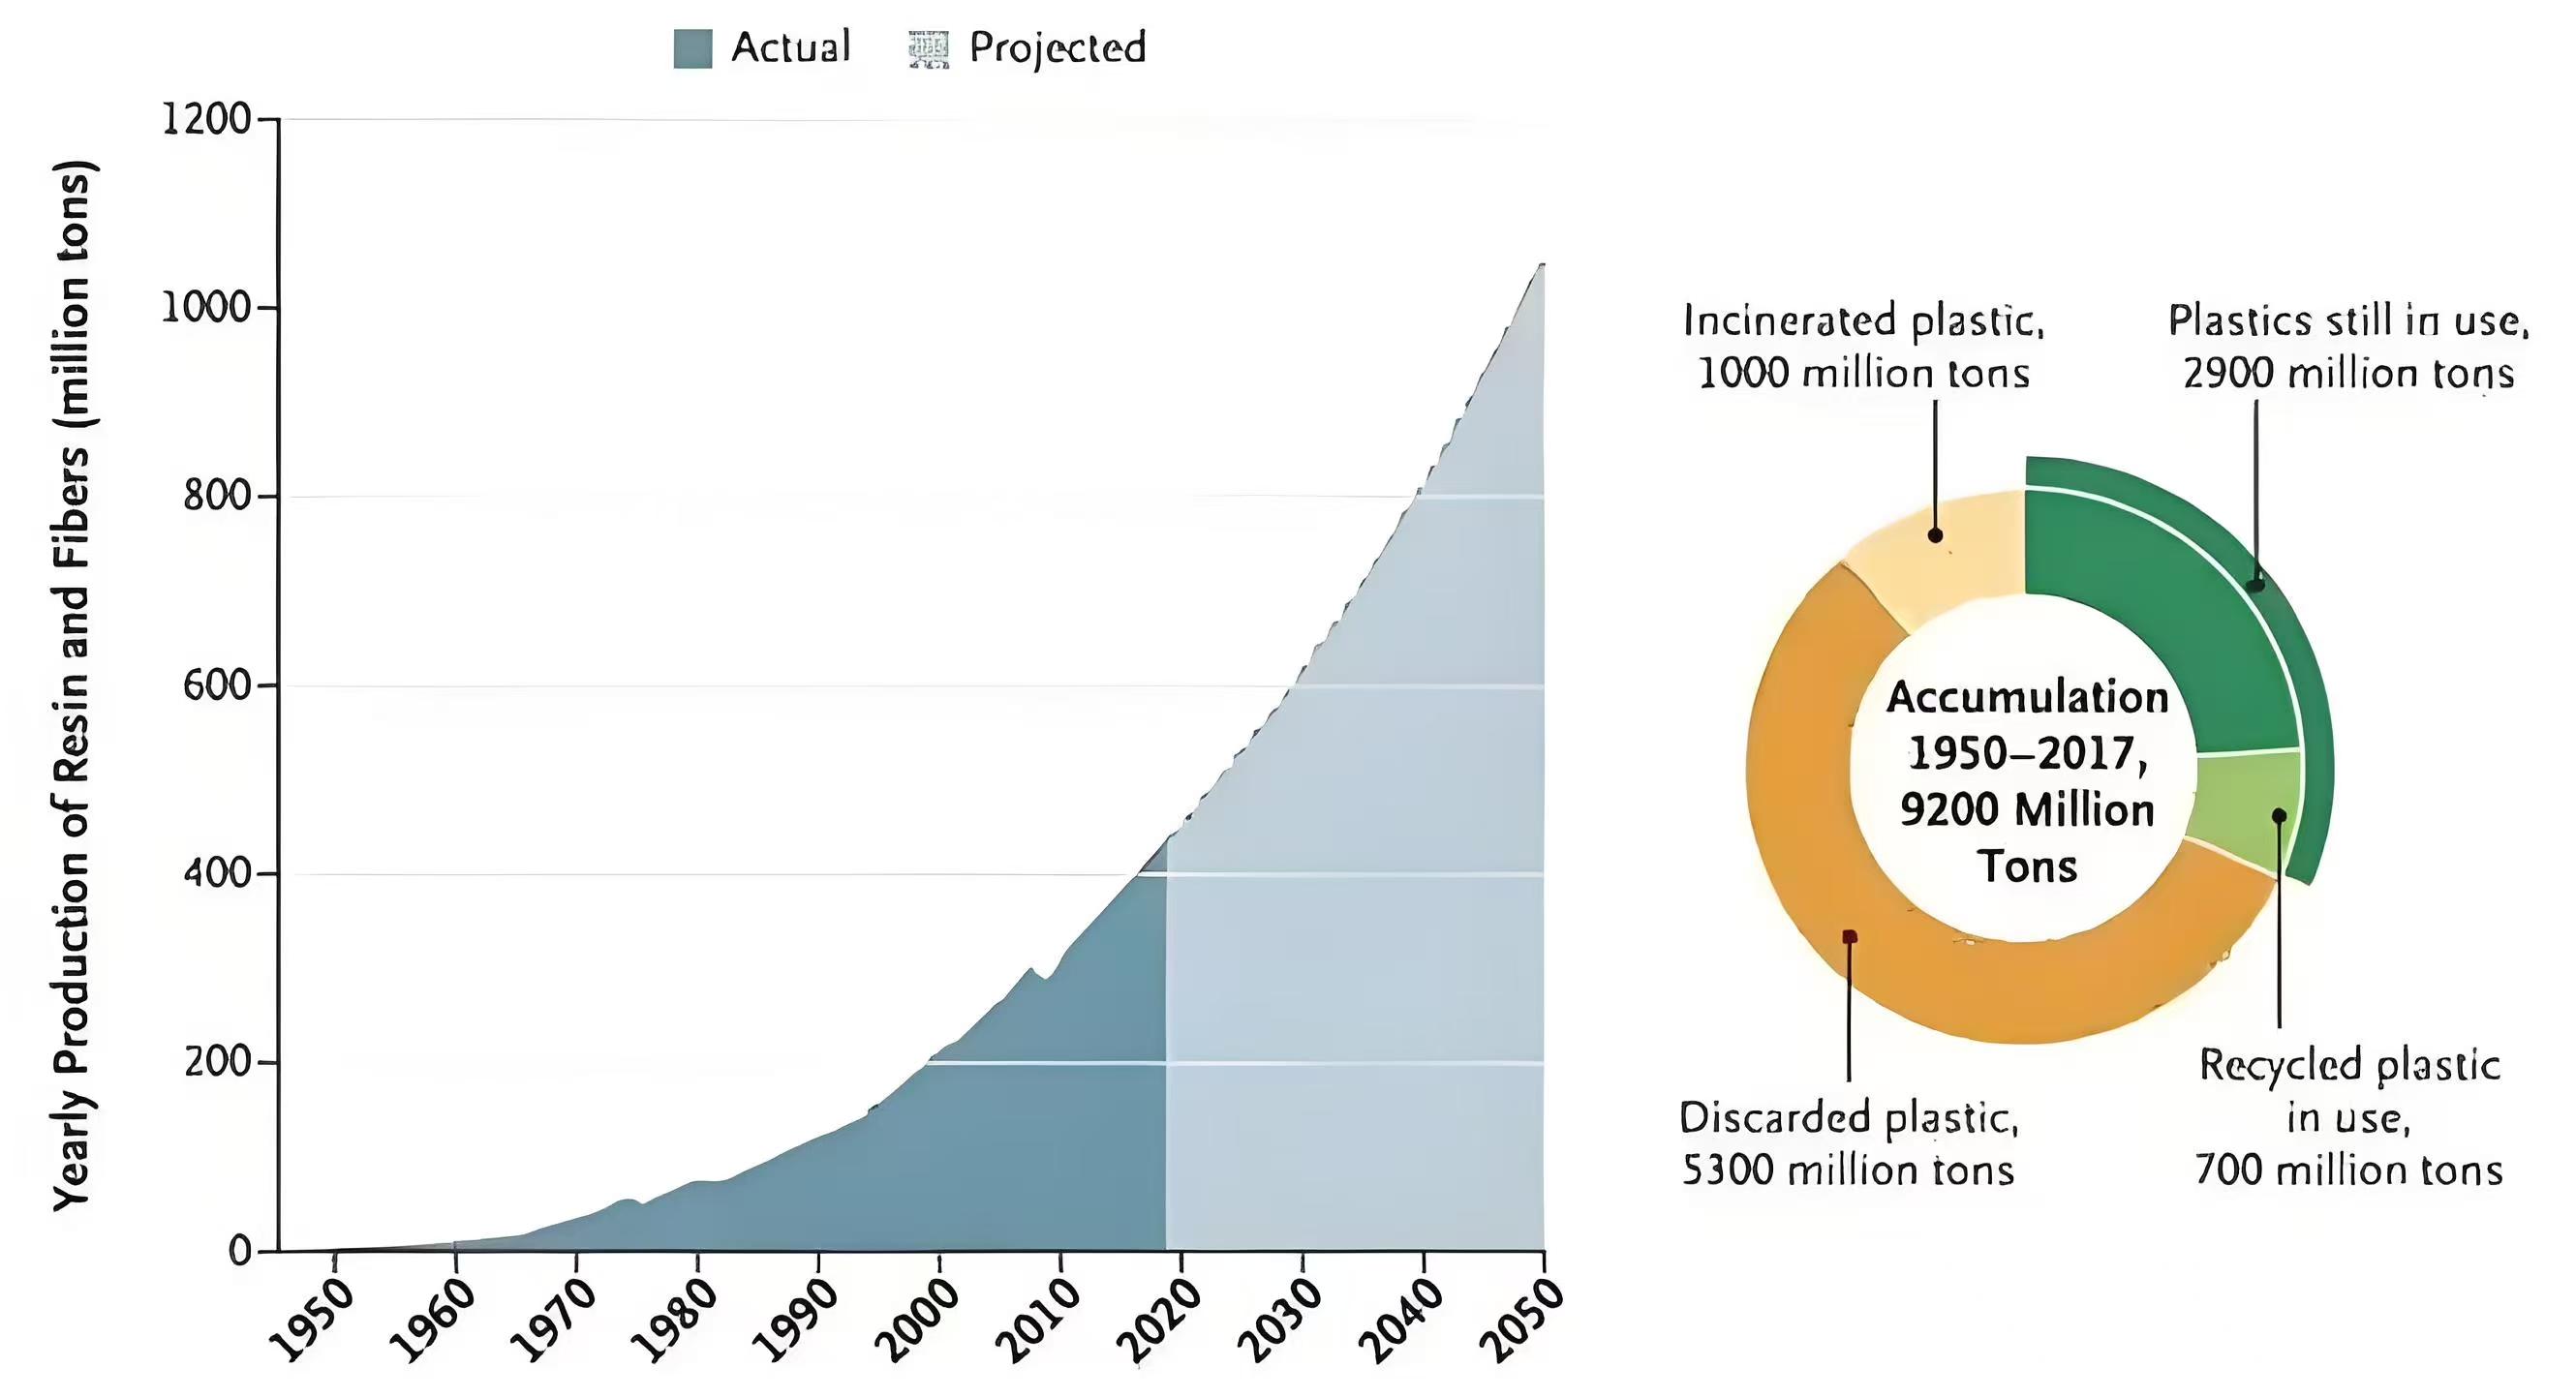 Actual
Projected
Yearly Production of Resin and Fibers (million tons)
1200
1000
800
600
400
200
0
1950
1960
1970
1980
1990
2000
2010
2020
2030
2040
2050
Incinerated plastic,
1000 million tons
Plastics still in use,
2900 million tons
Accumulation
1950–2017,
9200 Million
Tons
Discarded plastic,
5300 million tons
Recycled plastic
in use,
700 million tons